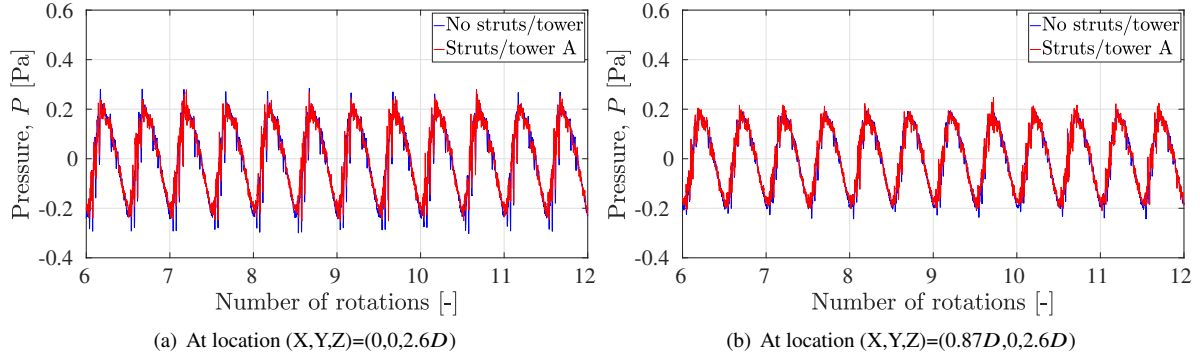 0.6
No struts/tower
Struts/tower A
0.4
0.2
0
-0.2
-0.4
Pressure, P [Pa]
6 7 8 9 10 11 12
Number of rotations [-]
(a) At location (X,Y,Z)=(0,0,2.6D)
0.6
No struts/tower
Struts/tower A
0.4
0.2
0
-0.2
-0.4
Pressure, P [Pa]
6 7 8 9 10 11 12
Number of rotations [-]
(b) At location (X,Y,Z)=(0.87D,0,2.6D)